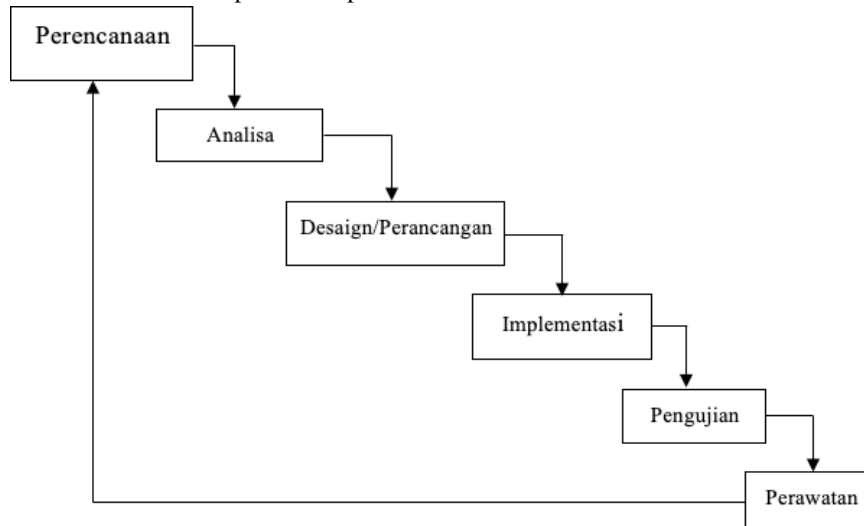 Perencanaan
Analisa
Desaign/Perancangan
Implementasi
Pengujian
Perawatan